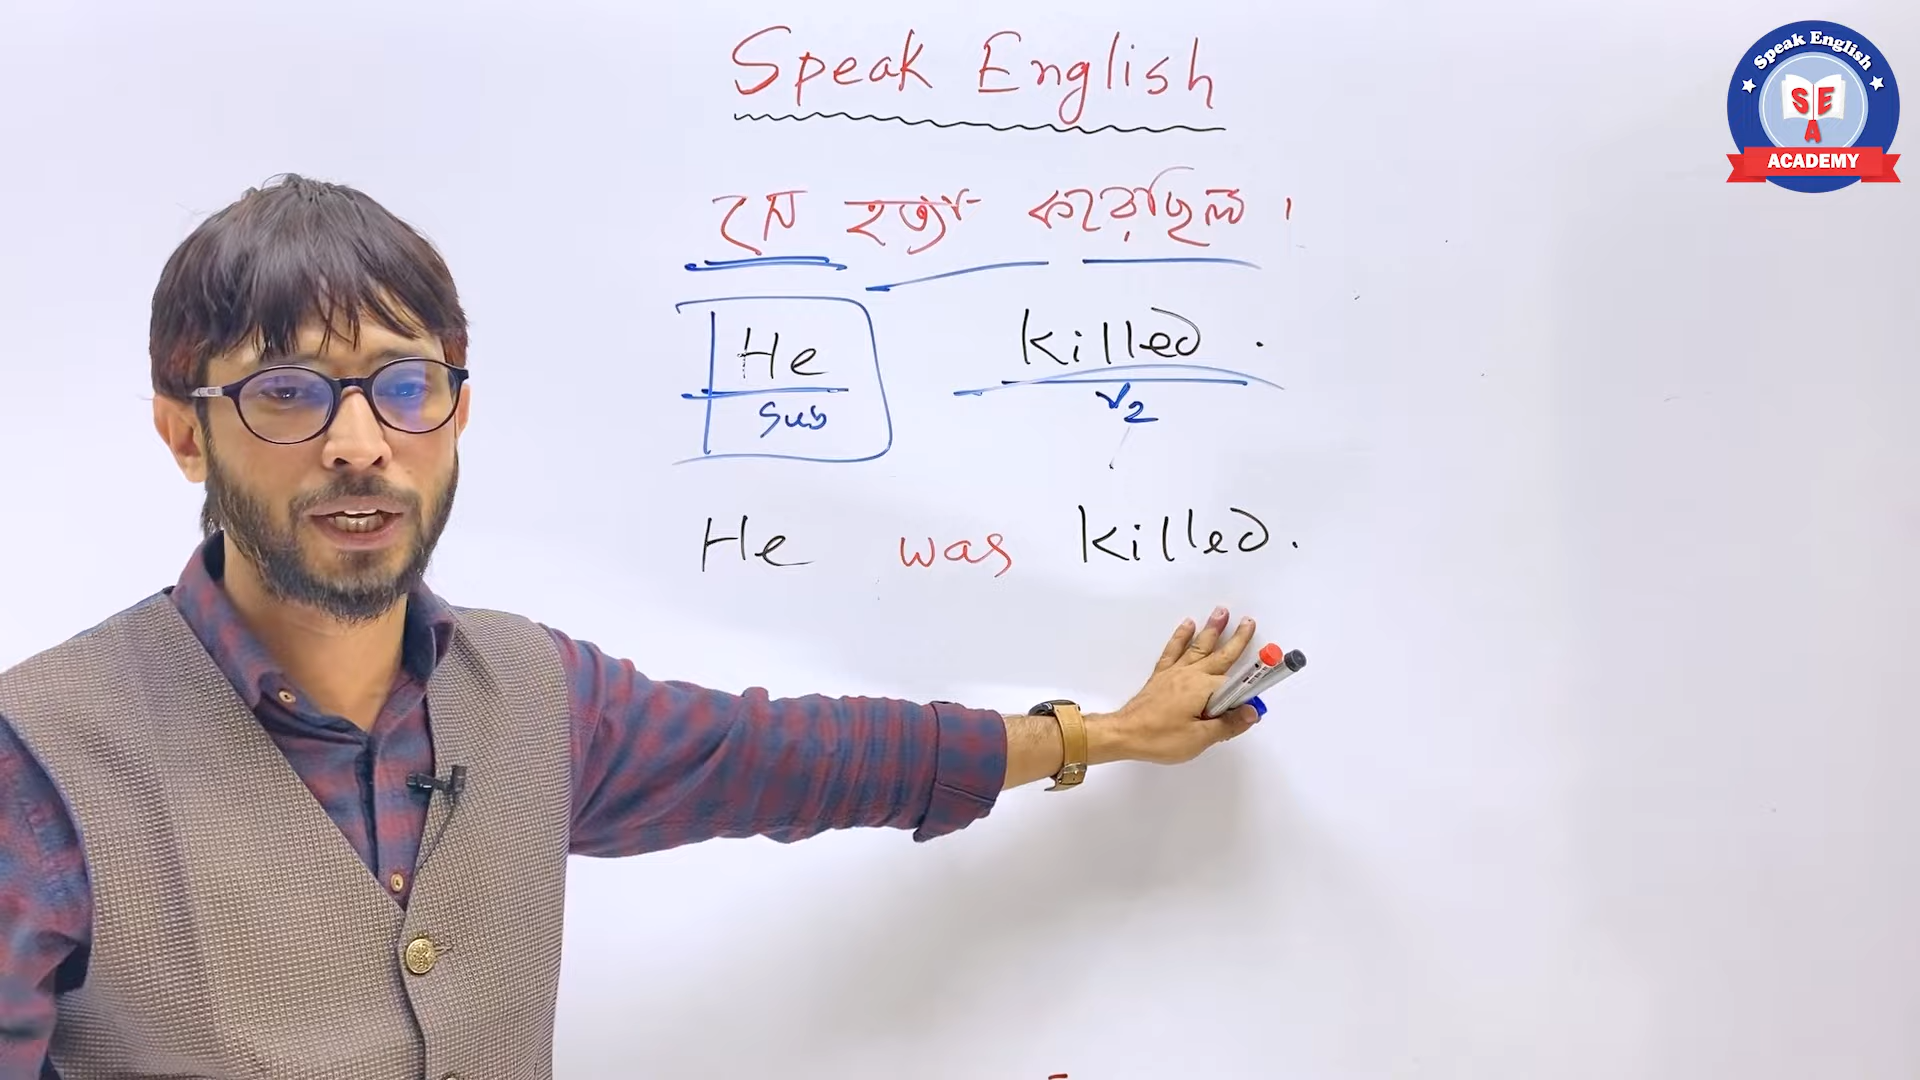 Speak English
সে হত্যা করেছিল ।
He killed .
Sub V2
He was killed.
Speak English
SEA
ACADEMY